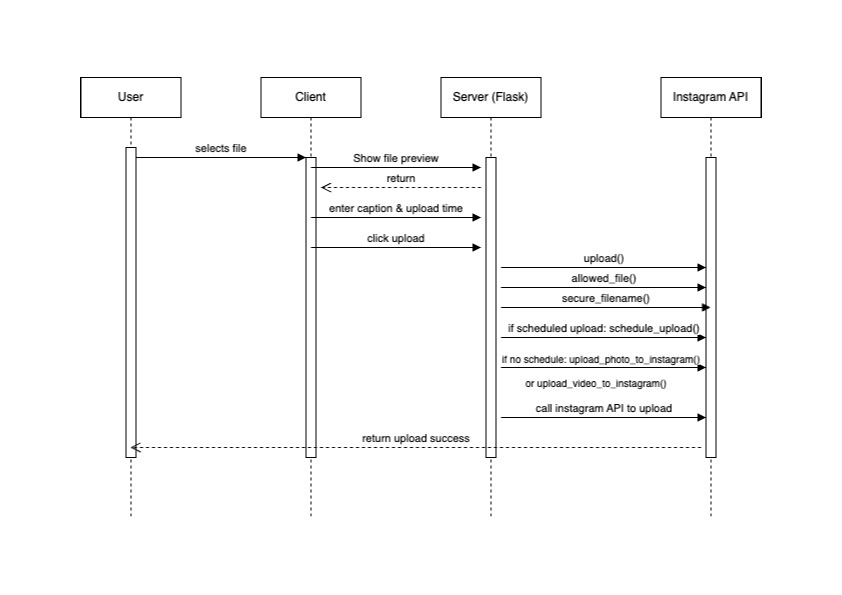 User
Client
Server (Flask)
Instagram API
selects file
Show file preview
return
enter caption & upload time
click upload
upload()
allowed_file()
secure_filename()
if scheduled upload: schedule_upload()
if no schedule: upload_photo_to_instagram()
or upload_video_to_instagram()
call instagram API to upload
return upload success